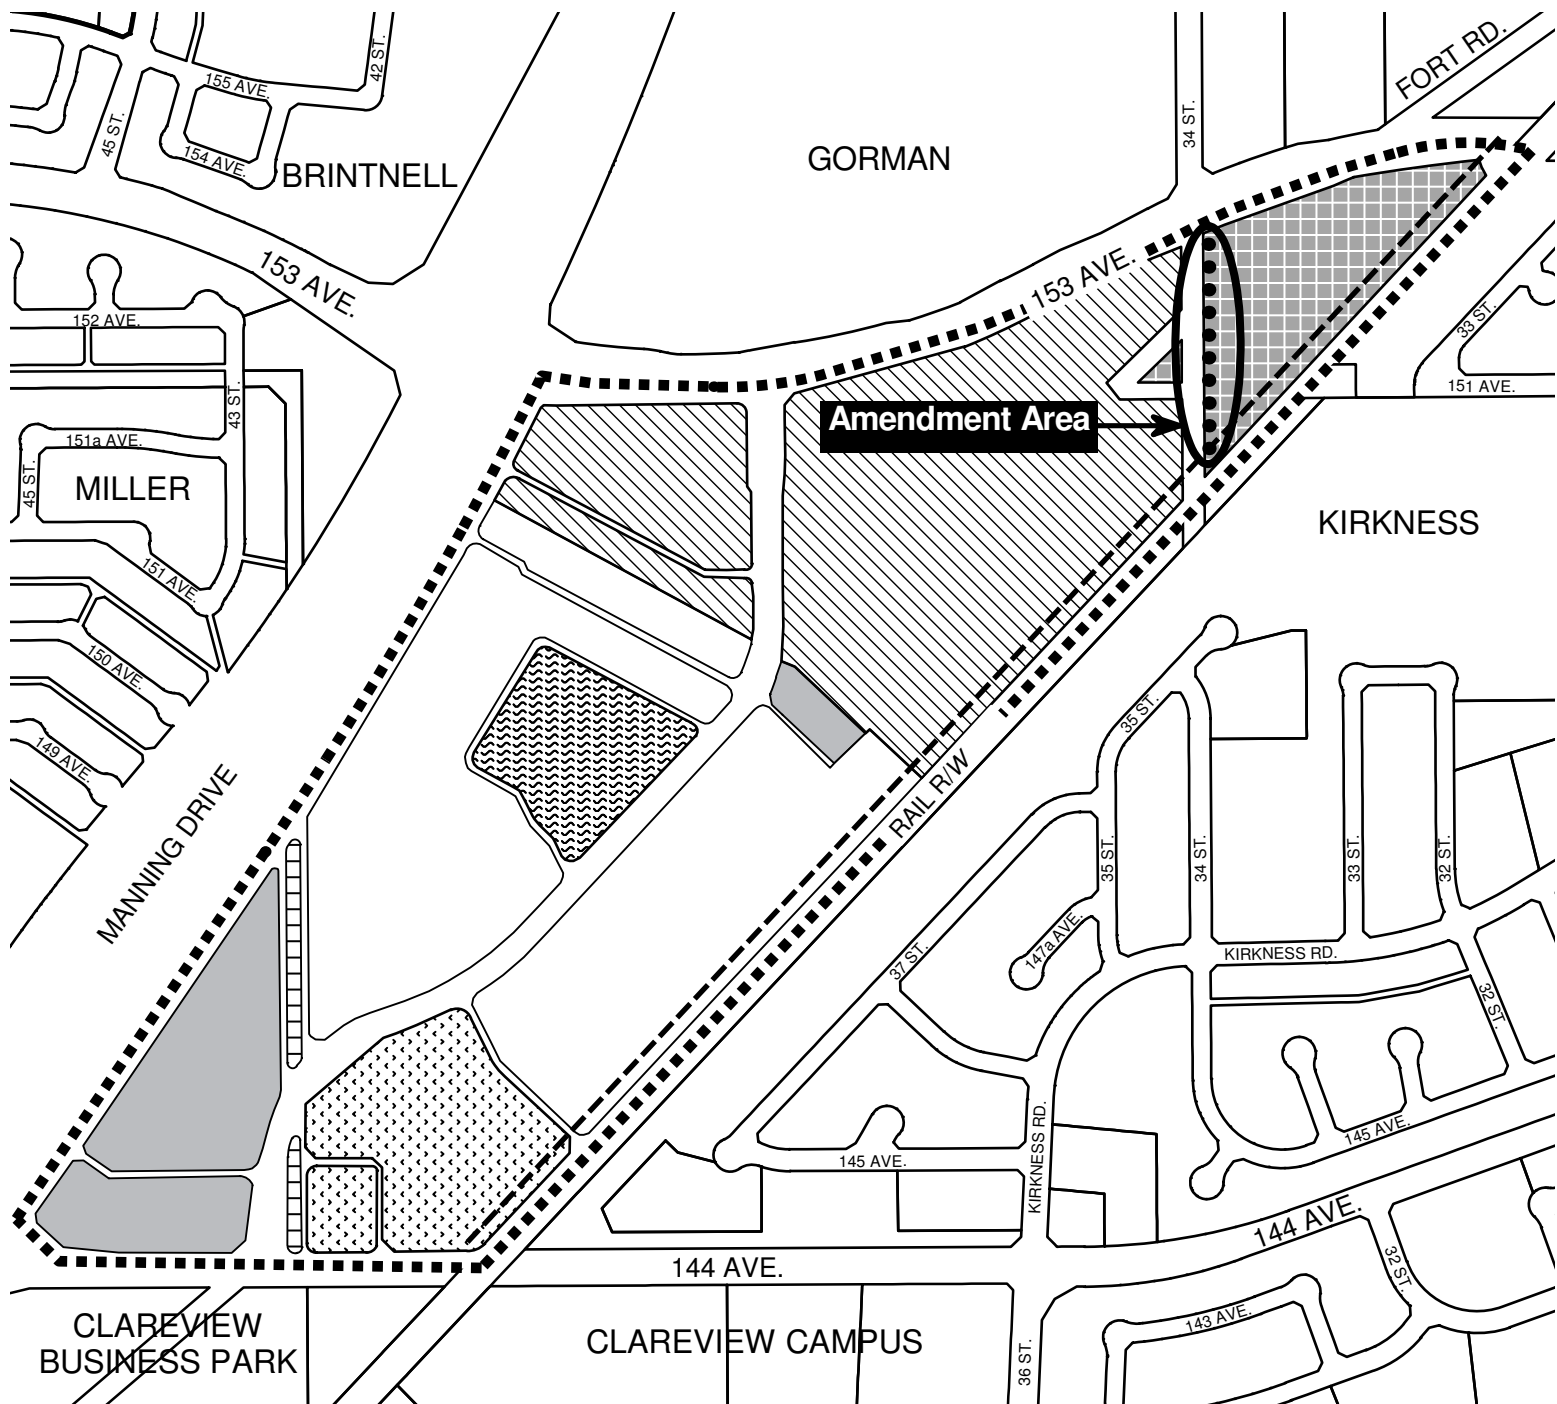 FORT RD.
42 ST.
155 AVE.
45 ST.
34 ST.
154 AVE.
BRINTNELL
GORMAN
153 AVE.
153 AVE.
152 AVE.
33 ST.
43 ST.
151 AVE.
Amendment Area
151a AVE.
45 ST.
MILLER
KIRKNESS
151 AVE.
150 AVE.
35 ST.
149 AVE.
MANNING DRIVE
RAIL R/W
35 ST.
34 ST.
33 ST.
32 ST.
147a AVE.
37 ST.
KIRKNESS RD.
32 ST.
KIRKNESS RD.
145 AVE.
145 AVE.
144 AVE.
144 AVE.
32 ST.
143 AVE.
CLAREVIEW
BUSINESS PARK
CLAREVIEW CAMPUS
36 ST.